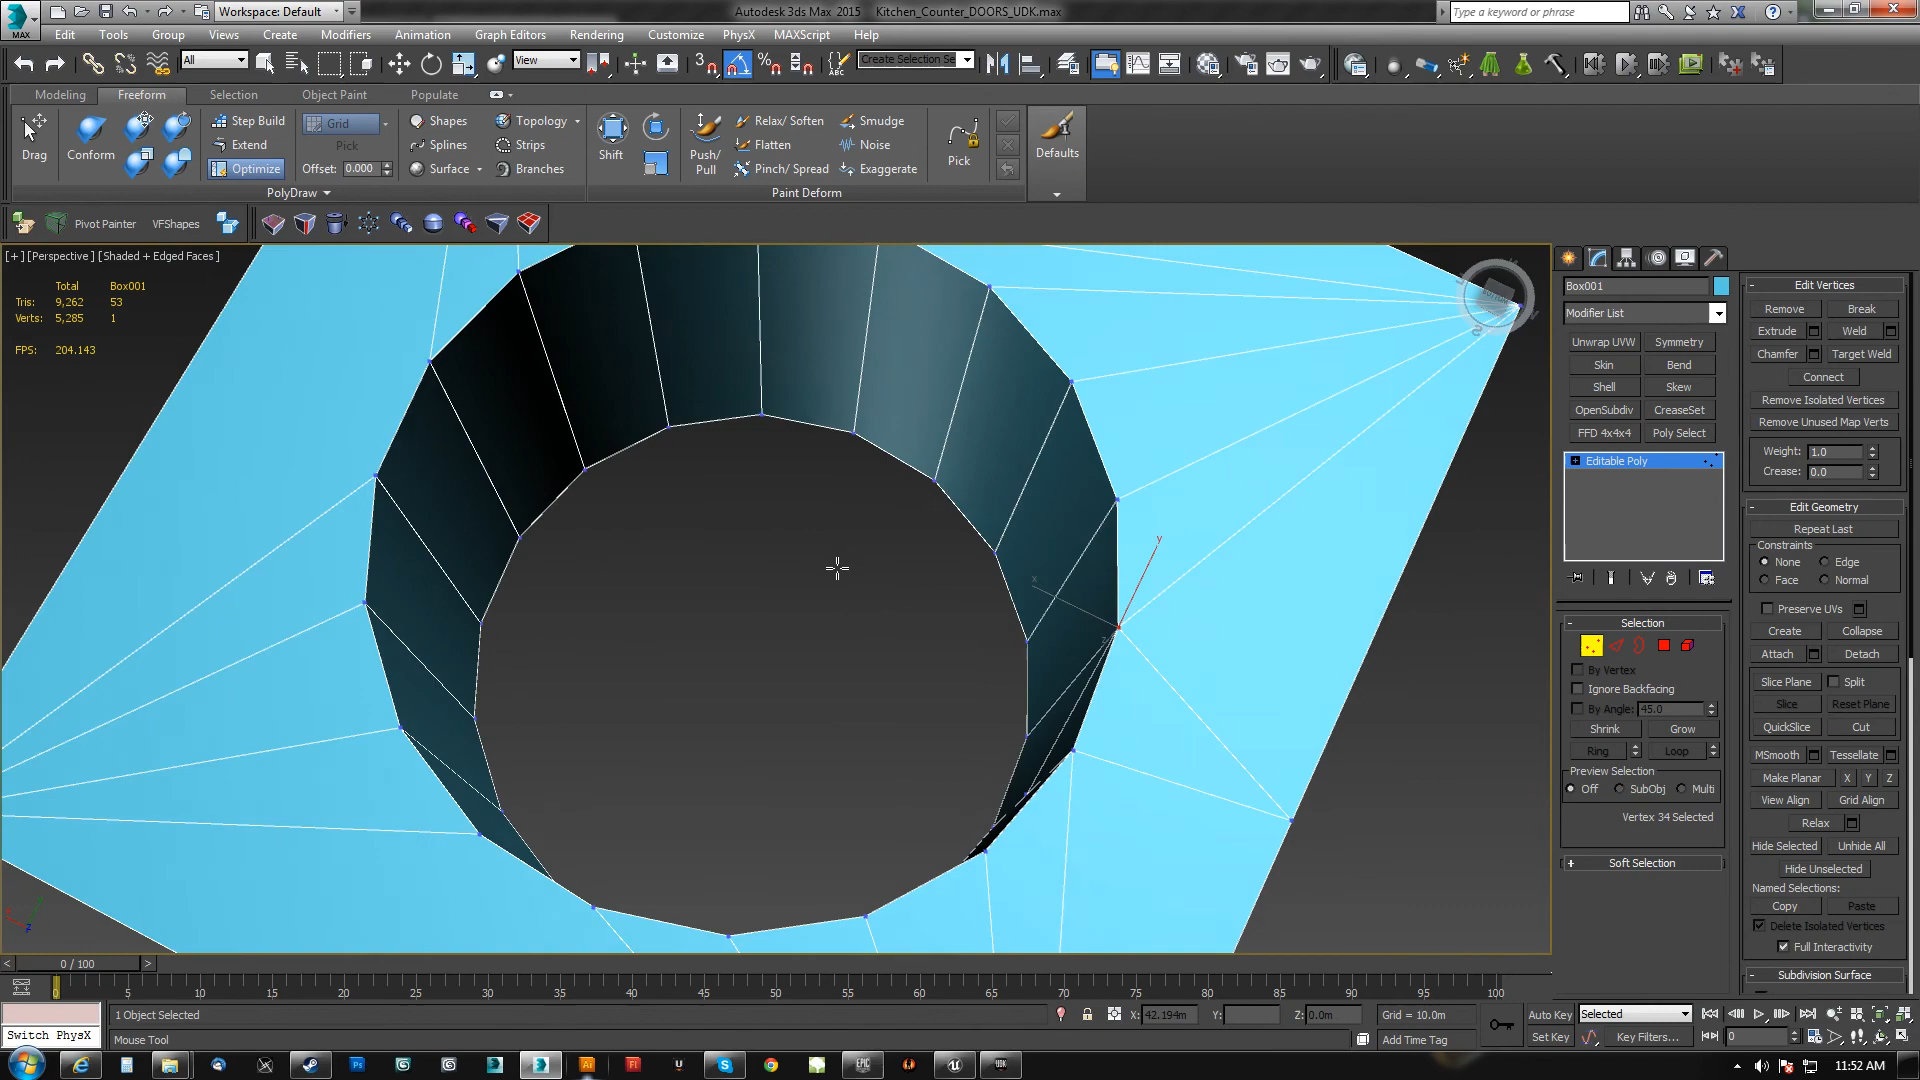 MAX
Workspace: Default
Autodesk 3ds Max 2015 Kitchen_Counter_DOORS_UDK.max
Type a keyword or phrase
Edit Tools Group Views Create Modifiers Animation Graph Editors Rendering Customize PhysX MAXScript Help
All
View
3
ABC
Create Selection Se
Modeling Freeform Selection Object Paint Populate
Step Build
Grid
Shapes
Topology
Relax/ Soften
Smudge
Extend
Pick
Splines
Strips
Flatten
Noise
Drag
Conform
Shift
Push/ Pull
Pick
Defaults
Optimize
Offset: 0.000
Surface
Branches
Pinch/ Spread
Exaggerate
PolyDraw
Paint Deform
Pivot Painter
VFShapes
[+] [Perspective ] [Shaded + Edged Faces ]
Total Box001
Tris: 9,262 53
Verts: 5,285 1
FPS: 204.143
x
y
z
Box001
Modifier List
Unwrap UVW Symmetry
Skin Bend
Shell Skew
OpenSubdiv CreaseSet
FFD 4x4x4 Poly Select
Editable Poly
Selection
By Vertex
Ignore Backfacing
By Angle: 45.0
Shrink Grow
Ring Loop
Preview Selection
Off SubObj Multi
Vertex 34 Selected
Soft Selection
Edit Vertices
Remove Break
Extrude Weld
Chamfer Target Weld
Connect
Remove Isolated Vertices
Remove Unused Map Verts
Weight: 1.0
Crease: 0.0
Edit Geometry
Repeat Last
Constraints
None Edge
Face Normal
Preserve UVs
Create Collapse
Attach Detach
Slice Plane Split
Slice Reset Plane
QuickSlice Cut
MSmooth Tessellate
Make Planar X Y Z
View Align Grid Align
Relax
Hide Selected Unhide All
Hide Unselected
Named Selections:
Copy Paste
Delete Isolated Vertices
Full Interactivity
Subdivision Surface
< 0 / 100 >
0 5 10 15 20 25 30 35 40 45 50 55 60 65 70 75 80 85 90 95 100
1 Object Selected
X: 42.194m Y: Z: 0.0m
Grid = 10.0m
Auto Key Selected
Switch PhysX
Mouse Tool
Add Time Tag
Set Key Key Filters...
0
11:52 AM